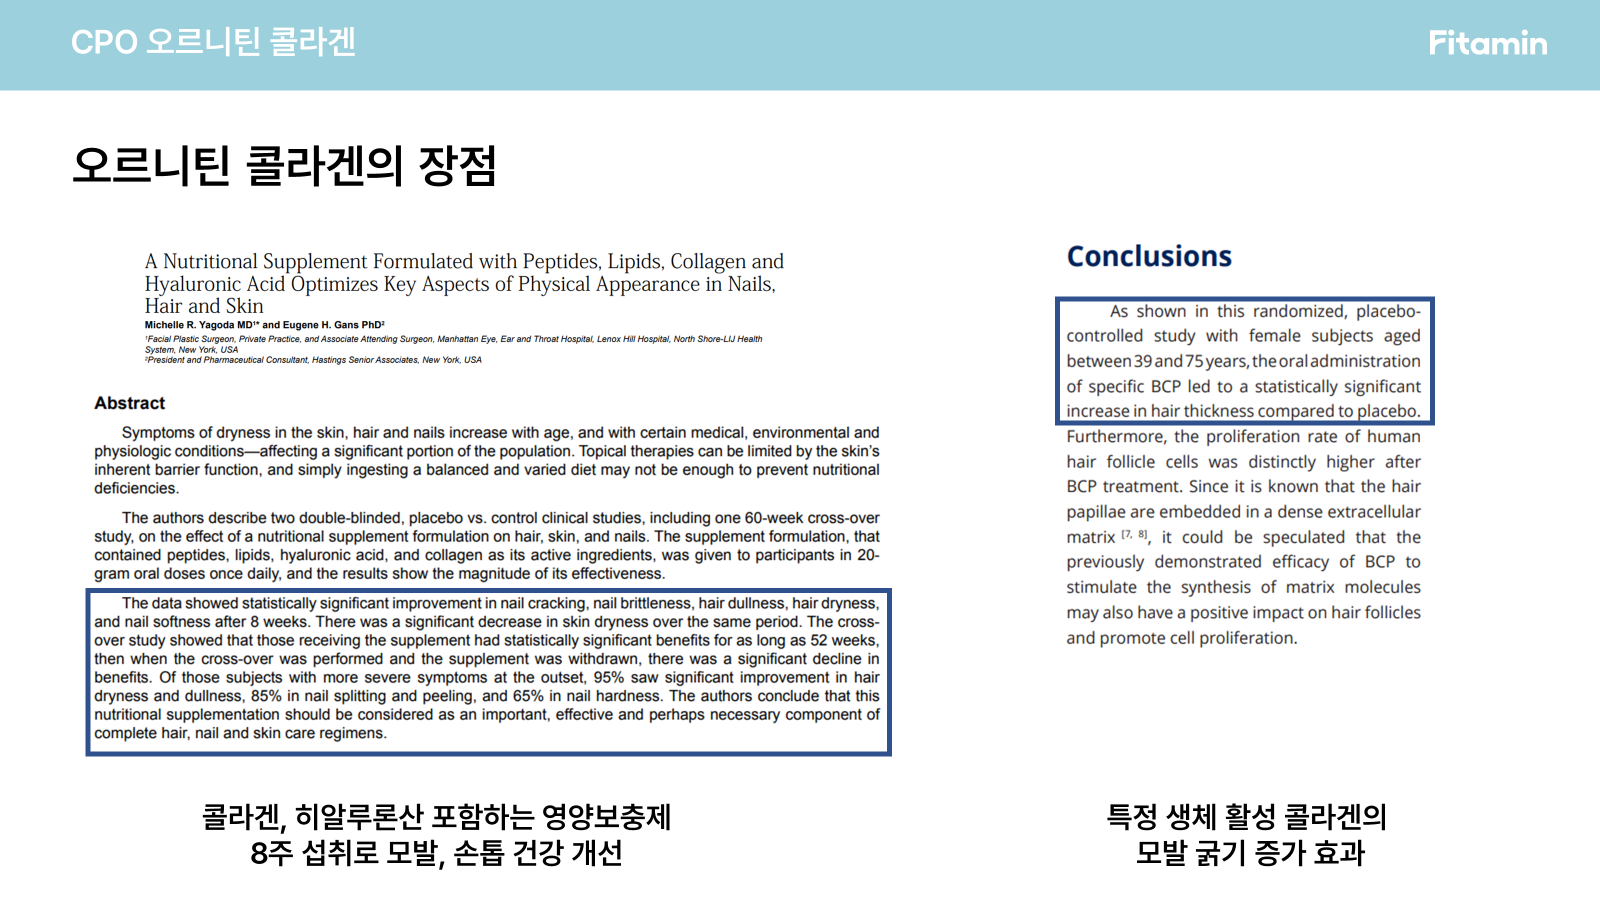 CPO 오르니틴 콜라겐
Fitamin
오르니틴 콜라겐의 장점
A Nutritional Supplement Formulated with Peptides, Lipids, Collagen and
Hyaluronic Acid Optimizes Key Aspects of Physical Appearance in Nails,
Hair and Skin
Michelle R. Yagoda MD¹* and Eugene H. Gans PhD²
¹Facial Plastic Surgeon, Private Practice, and Associate Attending Surgeon, Manhattan Eye, Ear and Throat Hospital, Lenox Hill Hospital, North Shore-LIJ Health
System, New York, USA
²President and Pharmaceutical Consultant, Hastings Senior Associates, New York, USA
Abstract
Symptoms of dryness in the skin, hair and nails increase with age, and with certain medical, environmental and
physiologic conditions—affecting a significant portion of the population. Topical therapies can be limited by the skin's
inherent barrier function, and simply ingesting a balanced and varied diet may not be enough to prevent nutritional
deficiencies.
The authors describe two double-blinded, placebo vs. control clinical studies, including one 60-week cross-over
study, on the effect of a nutritional supplement formulation on hair, skin, and nails. The supplement formulation, that
contained peptides, lipids, hyaluronic acid, and collagen as its active ingredients, was given to participants in 20-
gram oral doses once daily, and the results show the magnitude of its effectiveness.
The data showed statistically significant improvement in nail cracking, nail brittleness, hair dullness, hair dryness,
and nail softness after 8 weeks. There was a significant decrease in skin dryness over the same period. The cross-
over study showed that those receiving the supplement had statistically significant benefits for as long as 52 weeks,
then when the cross-over was performed and the supplement was withdrawn, there was a significant decline in
benefits. Of those subjects with more severe symptoms at the outset, 95% saw significant improvement in hair
dryness and dullness, 85% in nail splitting and peeling, and 65% in nail hardness. The authors conclude that this
nutritional supplementation should be considered as an important, effective and perhaps necessary component of
complete hair, nail and skin care regimens.
콜라겐, 히알루론산 포함하는 영양보충제
8주 섭취로 모발, 손톱 건강 개선
Conclusions
As shown in this randomized, placebo-
controlled study with female subjects aged
between 39 and 75 years, the oral administration
of specific BCP led to a statistically significant
increase in hair thickness compared to placebo.
Furthermore, the proliferation rate of human
hair follicle cells was distinctly higher after
BCP treatment. Since it is known that the hair
papillae are embedded in a dense extracellular
matrix [7, 8], it could be speculated that the
previously demonstrated efficacy of BCP to
stimulate the synthesis of matrix molecules
may also have a positive impact on hair follicles
and promote cell proliferation.
특정 생체 활성 콜라겐의
모발 굵기 증가 효과